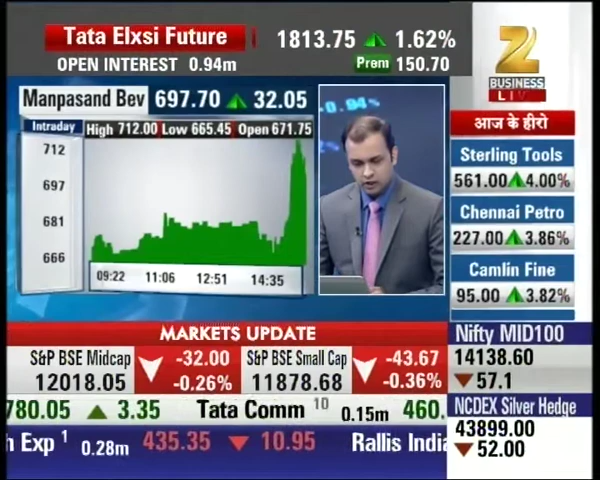 Tata Elxsi Future
OPEN INTEREST 0.94m
1813.75 1.62%
Prem 150.70
BUSINESS
LIV
Manpasand Bev 697.70 32.05
Intraday High 712.00 Low 665.45 Open 671.75
712
697
681
666
09:22 11:06 12:51 14:35
0.94%
आज के हीरो
Sterling Tools
561.00 4.00%
Chennai Petro
227.00 3.86%
Camlin Fine
95.00 3.82%
MARKETS UPDATE
S&P BSE Midcap -32.00
12018.05 -0.26%
S&P BSE Small Cap -43.67
11878.68 -0.36%
Nifty MID100
14138.60
57.1
NCDEX Silver Hedge
43899.00
52.00
780.05 3.35 Tata Comm 10 0.15m 460.
h Exp 1 0.28m 435.35 10.95 Rallis India